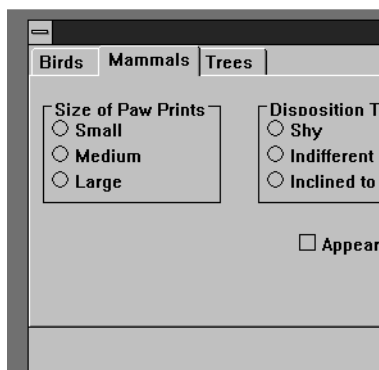 Birds Mammals Trees
Size of Paw Prints
Small
Medium
Large
Disposition T
Shy
Indifferent
Inclined to
Appear